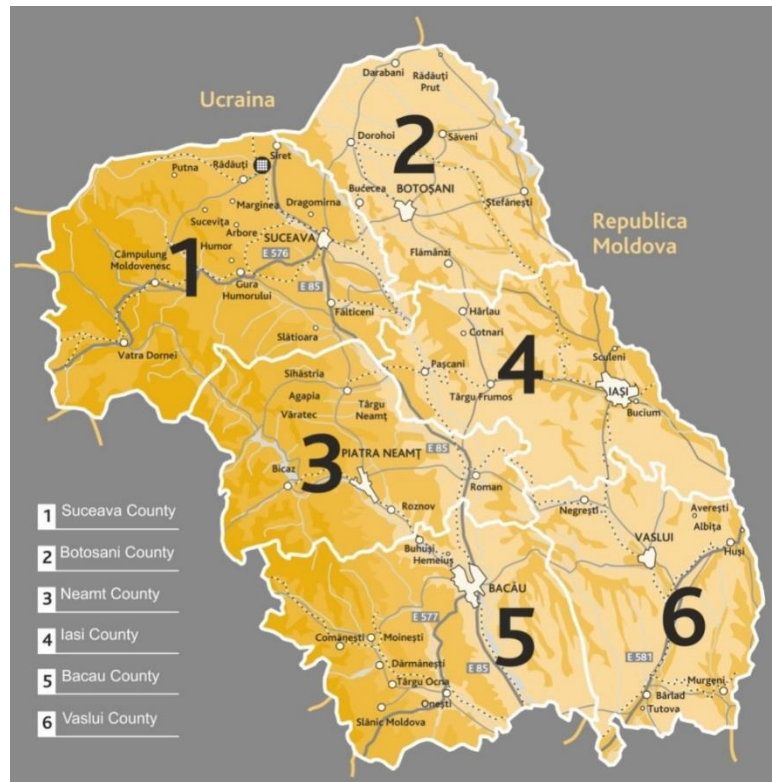 Ucraina
Republica
Moldova
Darabani
Rădăuți
Prut
2
Dorohoi
Săveni
Siret
Putna
Rădăuți
Bucecea
BOTOȘANI
Ștefănești
Marginea
Dragomirna
Sucevița
Arbore
SUCEAVA
Humor
Flămânzi
1
Câmpulung
Moldovenesc
E 576
Gura
Humorului
E 85
Fălticeni
Hârlau
Cotnari
4
Slătioara
Vatra Dornei
Sculeni
Pașcani
Sihăstria
Agapia
Văratec
Târgu
Neamț
Târgu Frumos
IAȘI
Bucium
3
PIATRA NEAMȚ
E 85
Bicaz
Roman
Roznov
Negrești
Averești
Albița
Huși
VASLUI
Buhuși
Hemeiuș
BACĂU
5
6
E 577
Comănești
Moinești
Dărmănești
Târgu Ocna
Onești
Slănic Moldova
E 85
E 581
Murgeni
Bârlad
Tutova
1 Suceava County
2 Botosani County
3 Neamt County
4 Iasi County
5 Bacau County
6 Vaslui County